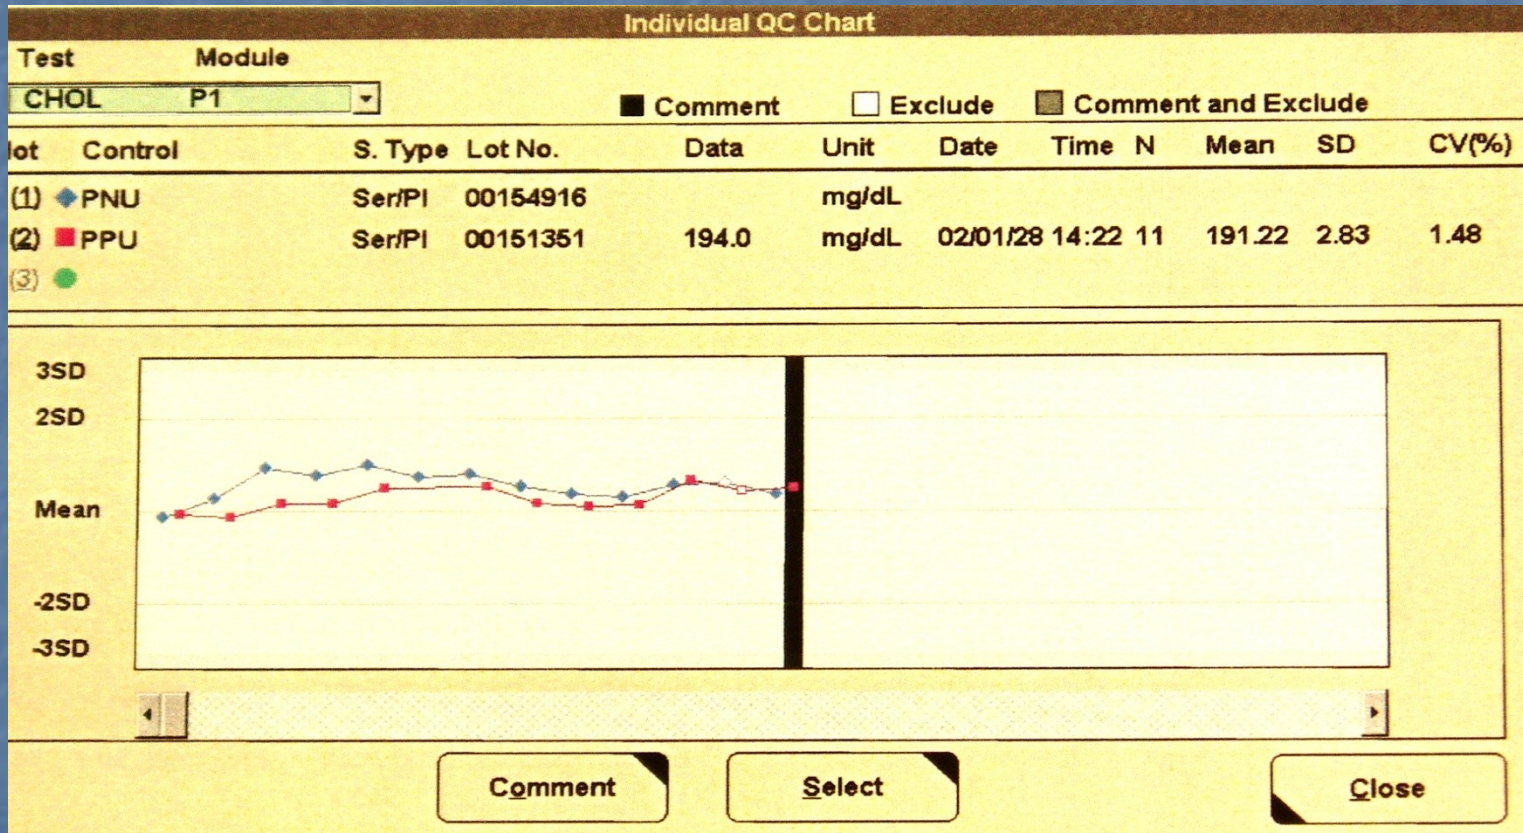 Individual QC Chart
Test Module
CHOL P1
Comment Exclude Comment and Exclude
lot Control S. Type Lot No. Data Unit Date Time N Mean SD CV(%)
(1) PNU Ser/Pl 00154916 mg/dL
(2) PPU Ser/Pl 00151351 194.0 mg/dL 02/01/28 14:22 11 191.22 2.83 1.48
(3)
3SD
2SD
Mean
-2SD
-3SD
Comment Select Close